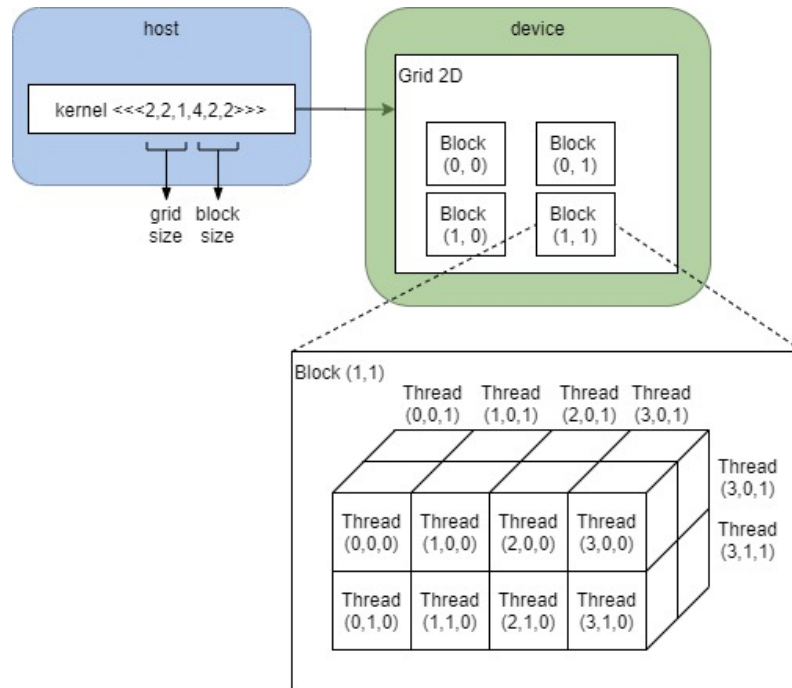 host
kernel <<<2,2,1,4,2,2>>>
grid
size
block
size
device
Grid 2D
Block
(0, 0)
Block
(0, 1)
Block
(1, 0)
Block
(1, 1)
Block (1,1)
Thread
(0,0,1)
Thread
(1,0,1)
Thread
(2,0,1)
Thread
(3,0,1)
Thread
(3,0,1)
Thread
(3,1,1)
Thread
(0,0,0)
Thread
(1,0,0)
Thread
(2,0,0)
Thread
(3,0,0)
Thread
(0,1,0)
Thread
(1,1,0)
Thread
(2,1,0)
Thread
(3,1,0)